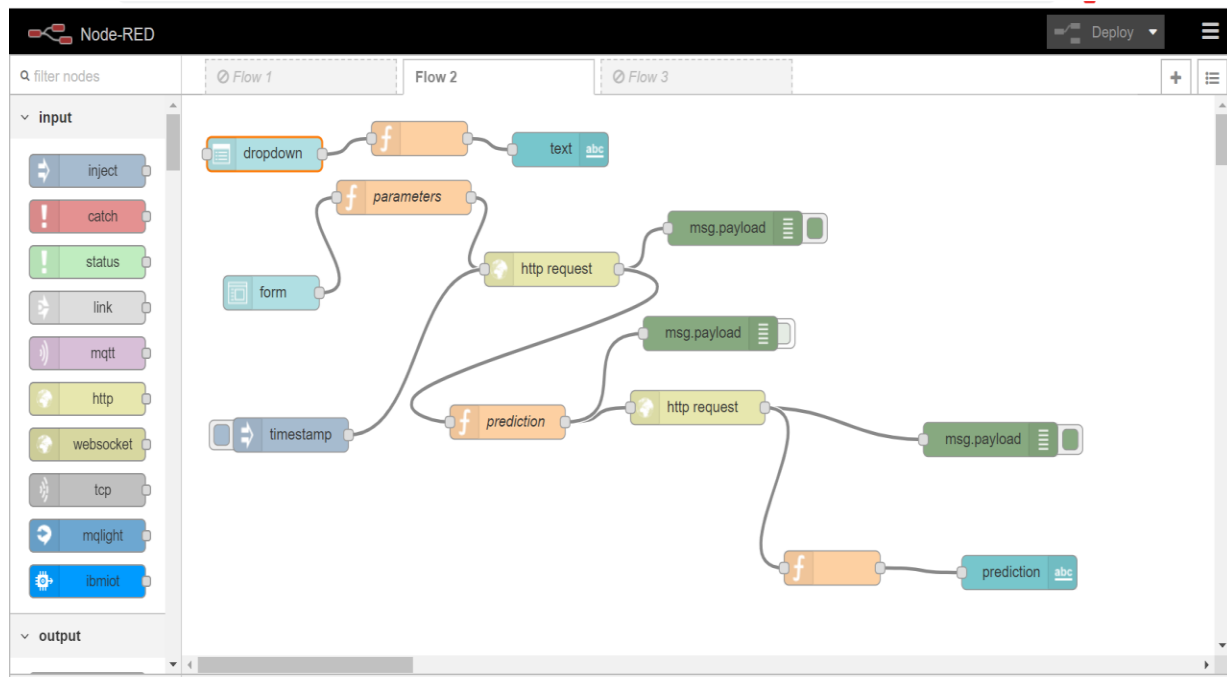 Node-RED
Deploy
filter nodes
Flow 1
Flow 2
Flow 3
input
inject
catch
status
link
mqtt
http
websocket
tcp
mqlight
ibmiot
output
dropdown
f
text abc
f parameters
form
http request
msg.payload
msg.payload
timestamp
f prediction
http request
msg.payload
f
prediction abc